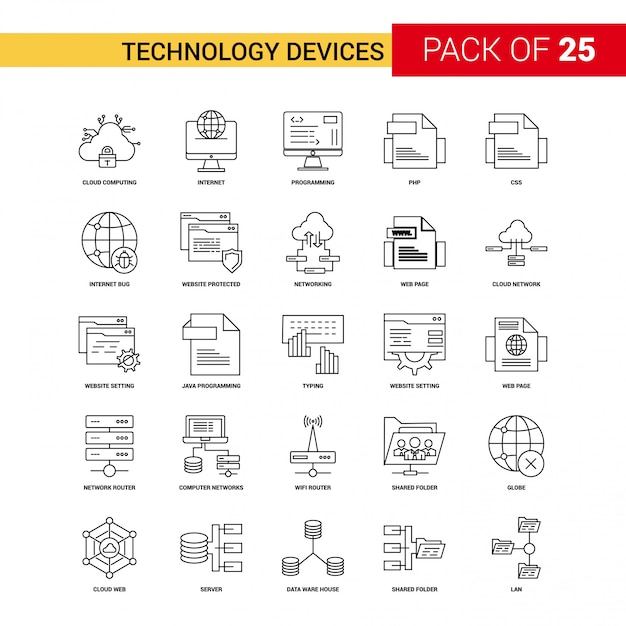 TECHNOLOGY DEVICES PACK OF 25
CLOUD COMPUTING INTERNET PROGRAMMING PHP CSS
WWW.
INTERNET BUG WEBSITE PROTECTED NETWORKING WEB PAGE CLOUD NETWORK
WEBSITE SETTING JAVA PROGRAMMING TYPING WEBSITE SETTING WEB PAGE
NETWORK ROUTER COMPUTER NETWORKS WIFI ROUTER SHARED FOLDER GLOBE
CLOUD WEB SERVER DATA WARE HOUSE SHARED FOLDER LAN